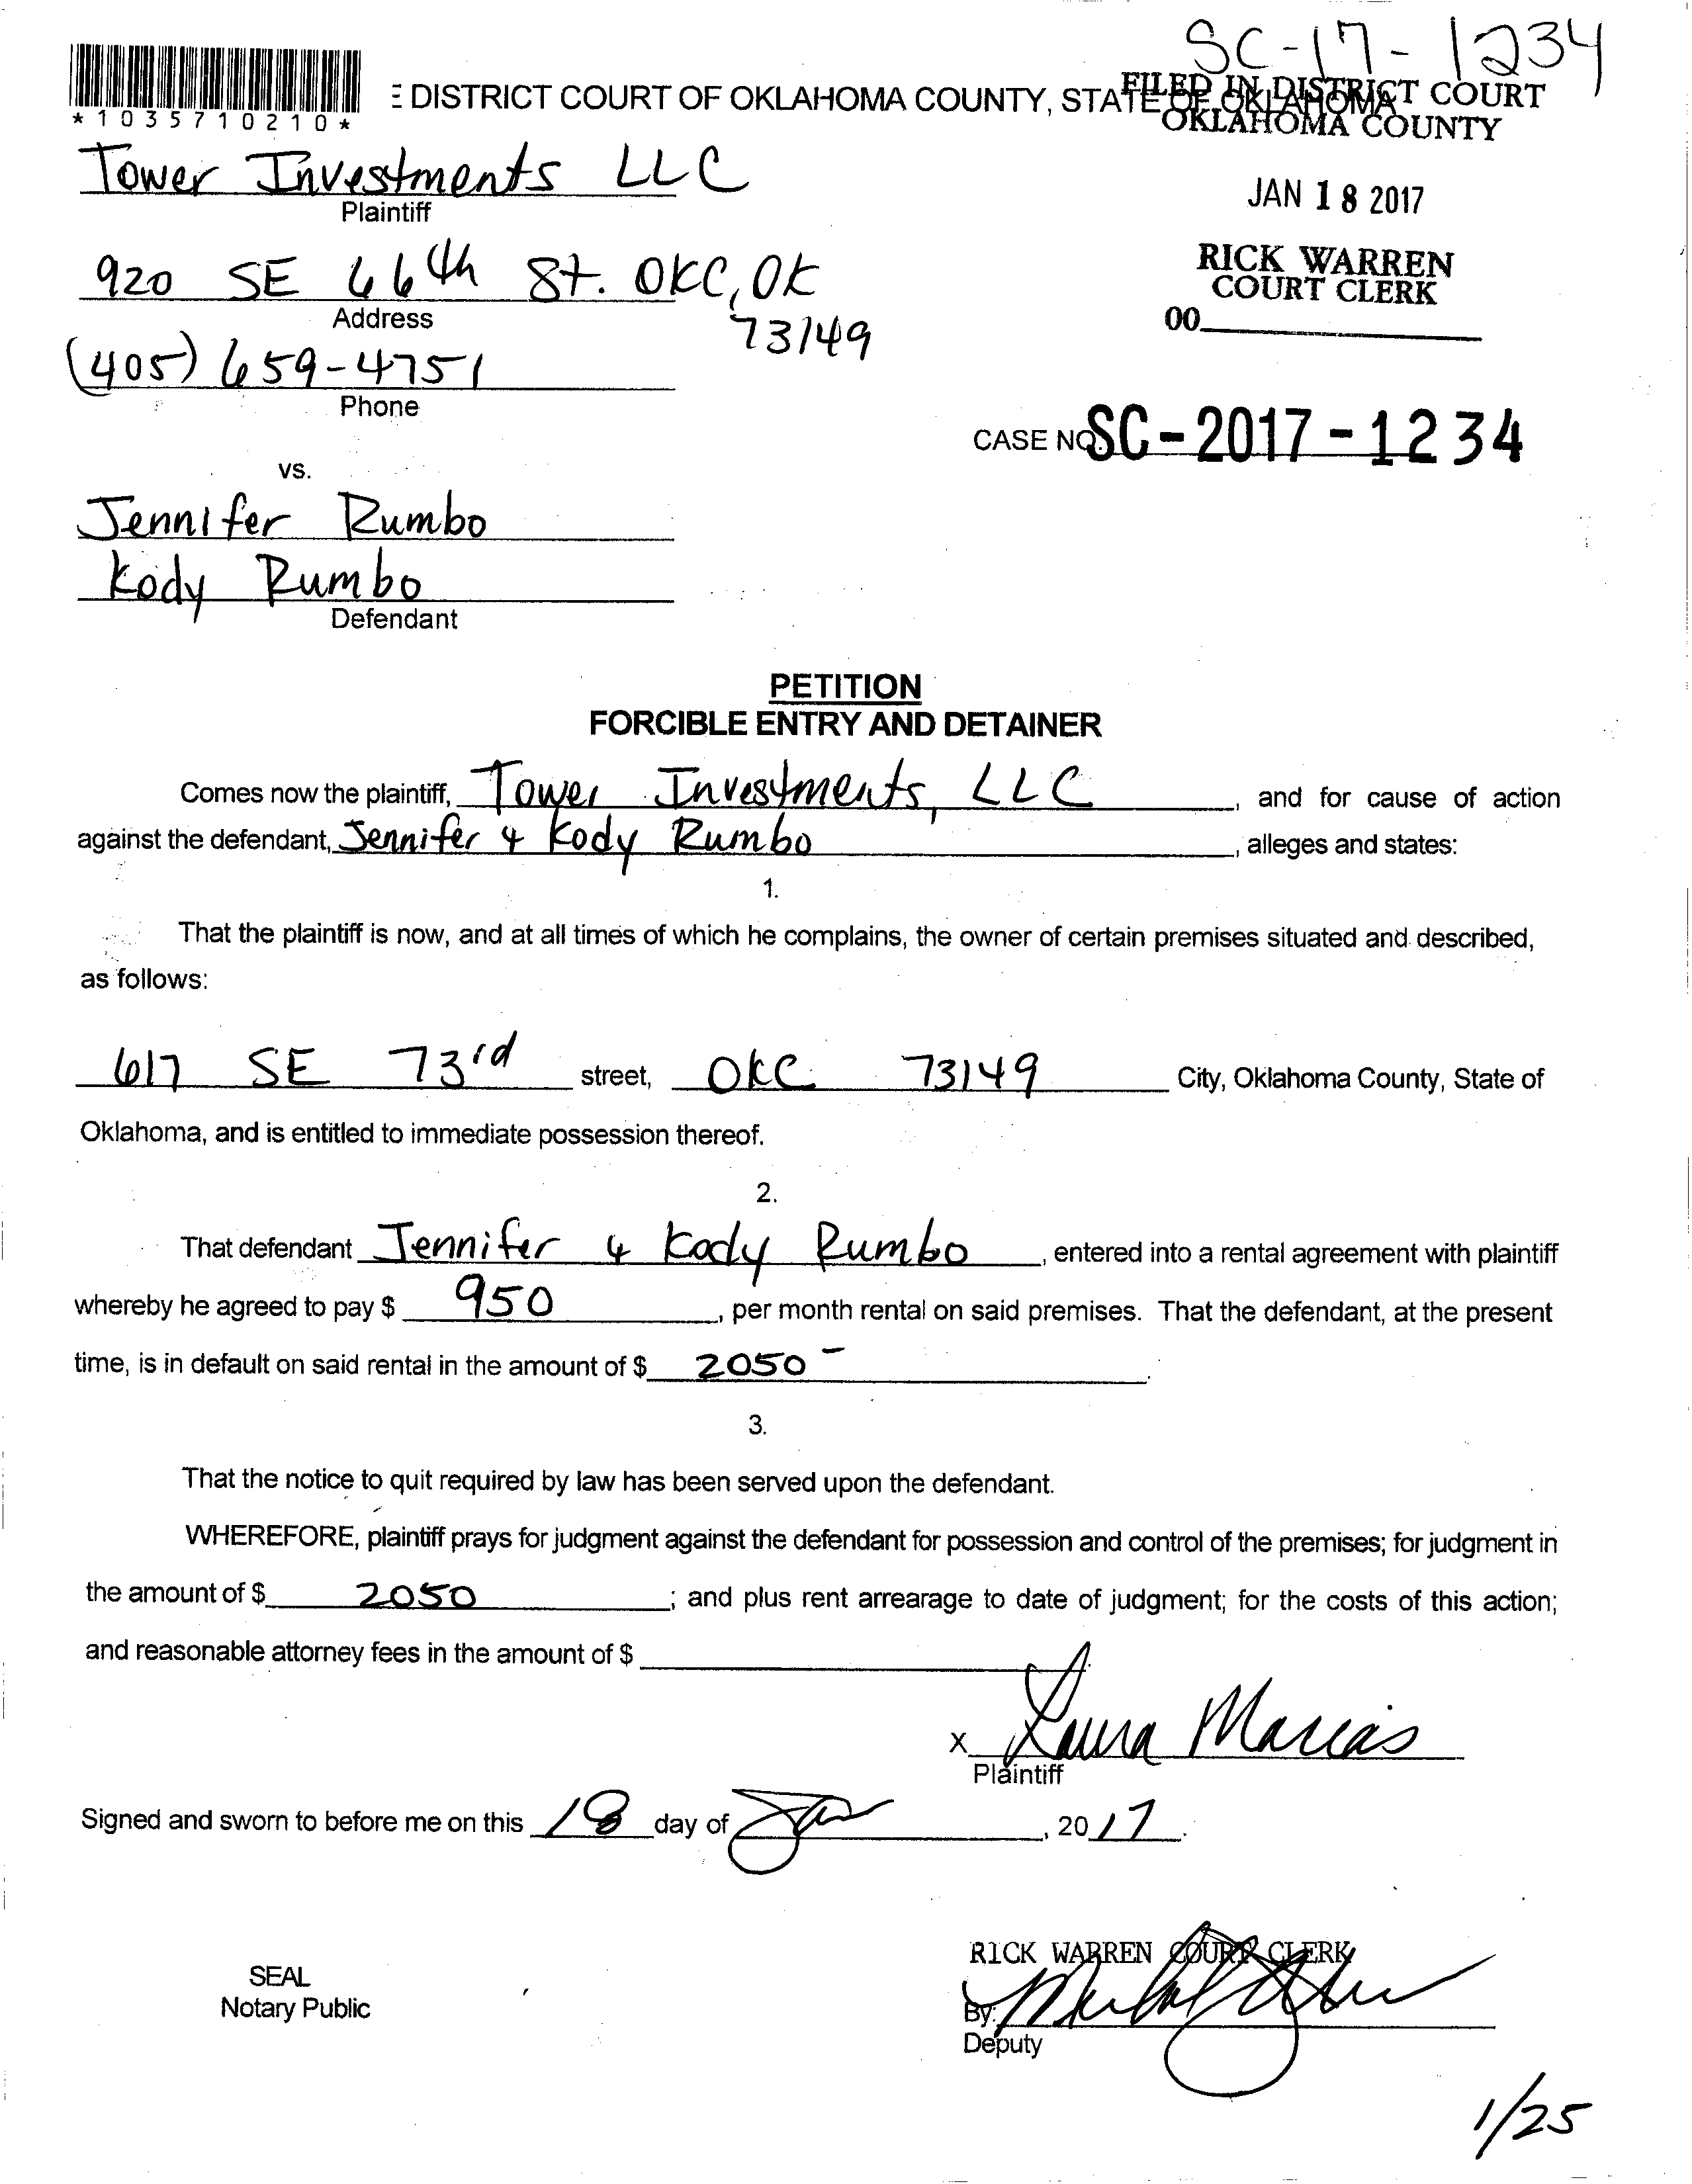 SC-17-1234
*1035710210*
E DISTRICT COURT OF OKLAHOMA COUNTY, STATE OF OKLAHOMA
FILED IN DISTRICT COURT
OKLAHOMA COUNTY
Tower Investments LLC
Plaintiff
JAN 18 2017
920 SE 66th St. OKC, OK
73149
Address
RICK WARREN
COURT CLERK
00
(405) 659-4751
Phone
CASE NO. SC-2017-1234
vs.
Jennifer Rumbo
Kody Rumbo
Defendant
PETITION
FORCIBLE ENTRY AND DETAINER
Comes now the plaintiff, Tower Investments, LLC, and for cause of action
against the defendant, Jennifer & Kody Rumbo, alleges and states:
1.
That the plaintiff is now, and at all times of which he complains, the owner of certain premises situated and described,
as follows:
617 SE 73rd street, OKC 73149 City, Oklahoma County, State of
Oklahoma, and is entitled to immediate possession thereof.
2.
That defendant Jennifer & Kody Rumbo, entered into a rental agreement with plaintiff
whereby he agreed to pay $ 950, per month rental on said premises. That the defendant, at the present
time, is in default on said rental in the amount of $ 2050-.
3.
That the notice to quit required by law has been served upon the defendant.
WHEREFORE, plaintiff prays for judgment against the defendant for possession and control of the premises; for judgment in
the amount of $ 2050; and plus rent arrearage to date of judgment; for the costs of this action;
and reasonable attorney fees in the amount of $
X Laura Macias
Plaintiff
Signed and sworn to before me on this 18 day of Jan, 2017.
RICK WARREN COURT CLERK
SEAL
Notary Public
By:
Deputy
1/25